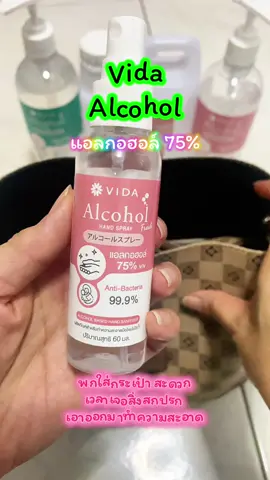 Vida
Alcohol
แอลกอฮอล์ 75%
VIDA
Alcohol
HAND SPRAY Fresh
アルコールスプレー
แอลกอฮอล์
75% v/v
Anti-Bacteria
99.9%
ปริมาณสุทธิ 60 มล.
พกใส่กระเป๋า สะดวก
เวลาเจอสิ่งสกปรก
เอาออกมาทำความสะอาด